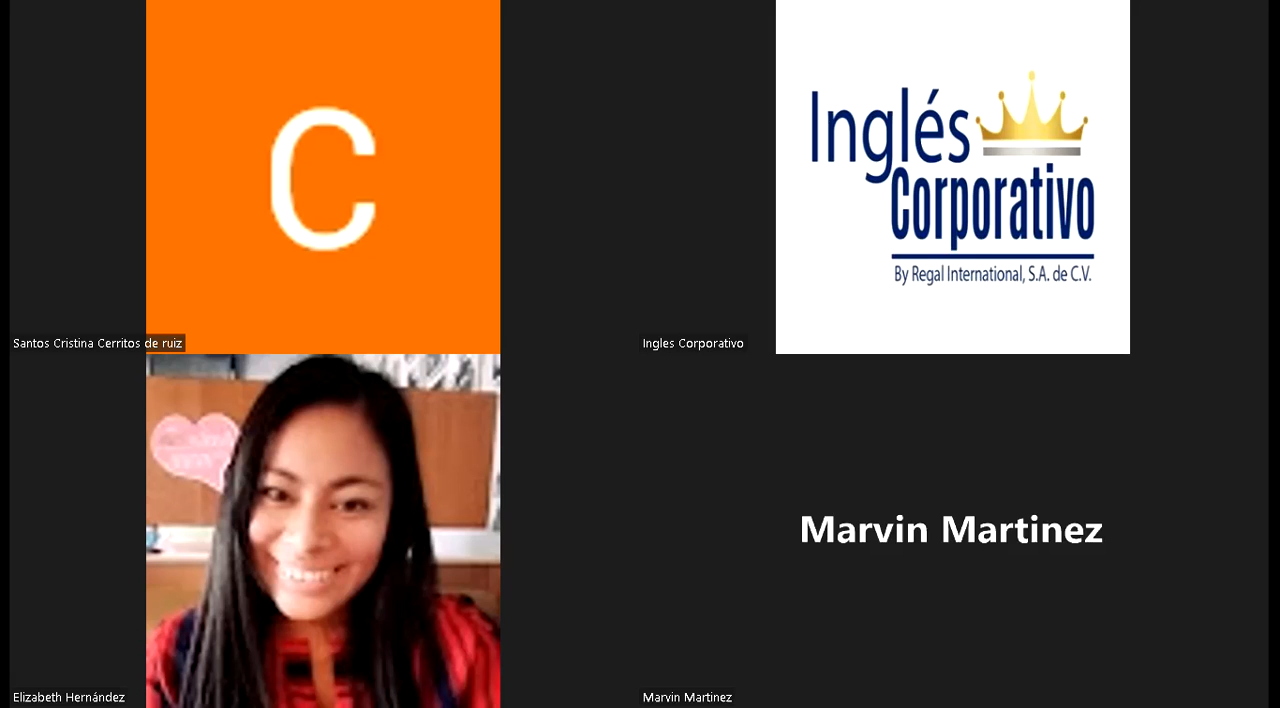 C
Inglés
Corporativo
By Regal International, S.A. de C.V.
Santos Cristina Cerritos de ruiz
Ingles Corporativo
Marvin Martinez
Elizabeth Hernández
Marvin Martinez